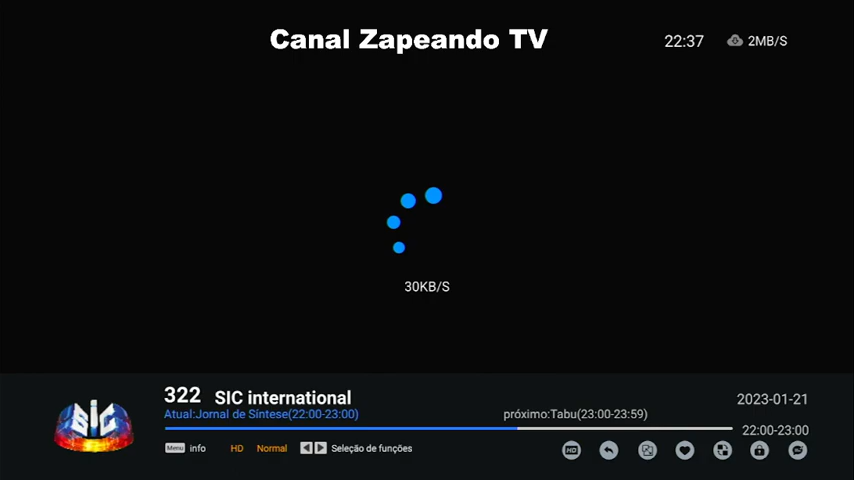 Canal Zapeando TV
22:37
2MB/S
30KB/S
322 SIC international
2023-01-21
Atual:Jornal de Síntese(22:00-23:00)
próximo:Tabu(23:00-23:59)
22:00-23:00
SIC
Menu info
HD
Normal
Seleção de funções
HD